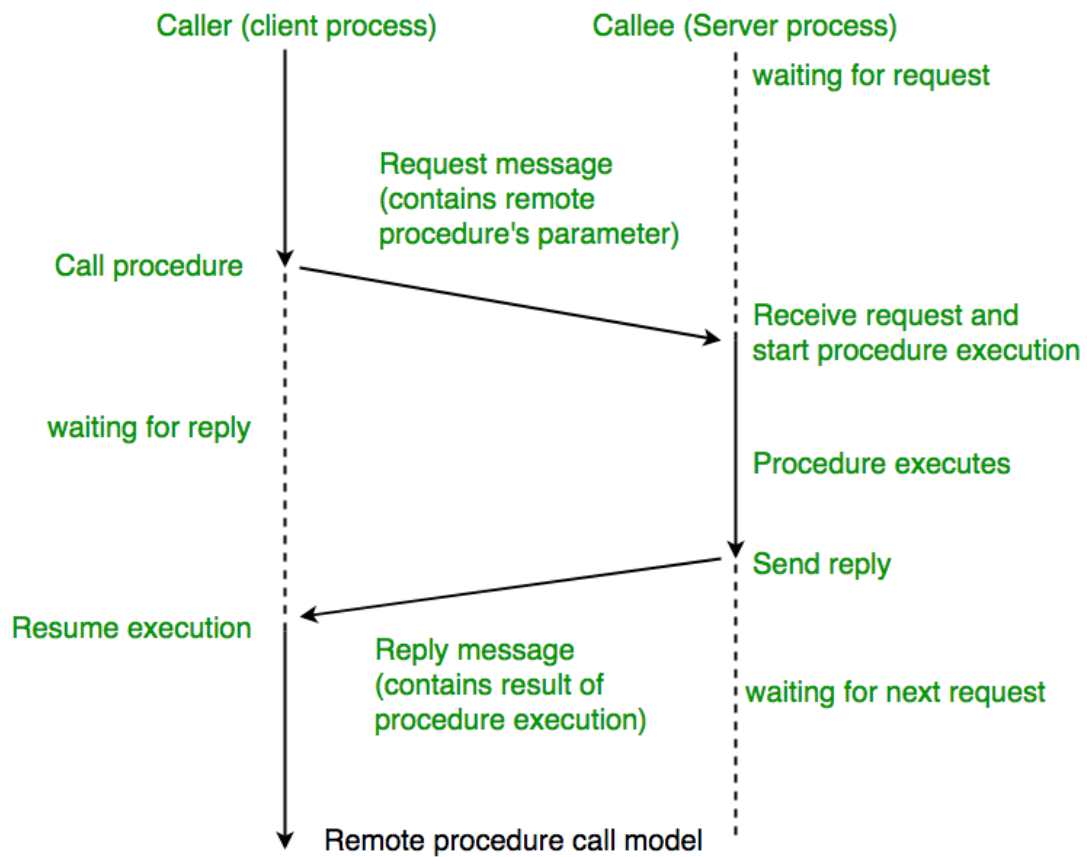 Caller (client process)
Callee (Server process)
waiting for request
Request message
(contains remote
procedure's parameter)
Call procedure
Receive request and
start procedure execution
waiting for reply
Procedure executes
Send reply
Resume execution
Reply message
(contains result of
procedure execution)
waiting for next request
Remote procedure call model